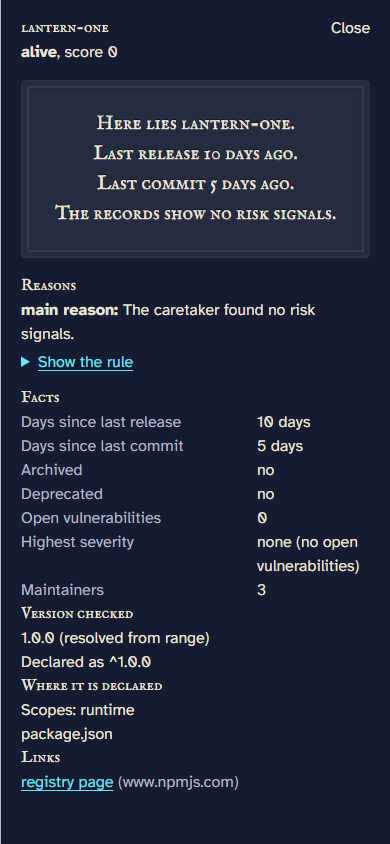 lantern-one
Close
alive, score 0
Here lies lantern-one.
Last release 10 days ago.
Last commit 5 days ago.
The records show no risk signals.
Reasons
main reason: The caretaker found no risk
signals.
Show the rule
Facts
Days since last release 10 days
Days since last commit 5 days
Archived no
Deprecated no
Open vulnerabilities 0
Highest severity none (no open
vulnerabilities)
Maintainers 3
Version checked
1.0.0 (resolved from range)
Declared as ^1.0.0
Where it is declared
Scopes: runtime
package.json
Links
registry page (www.npmjs.com)